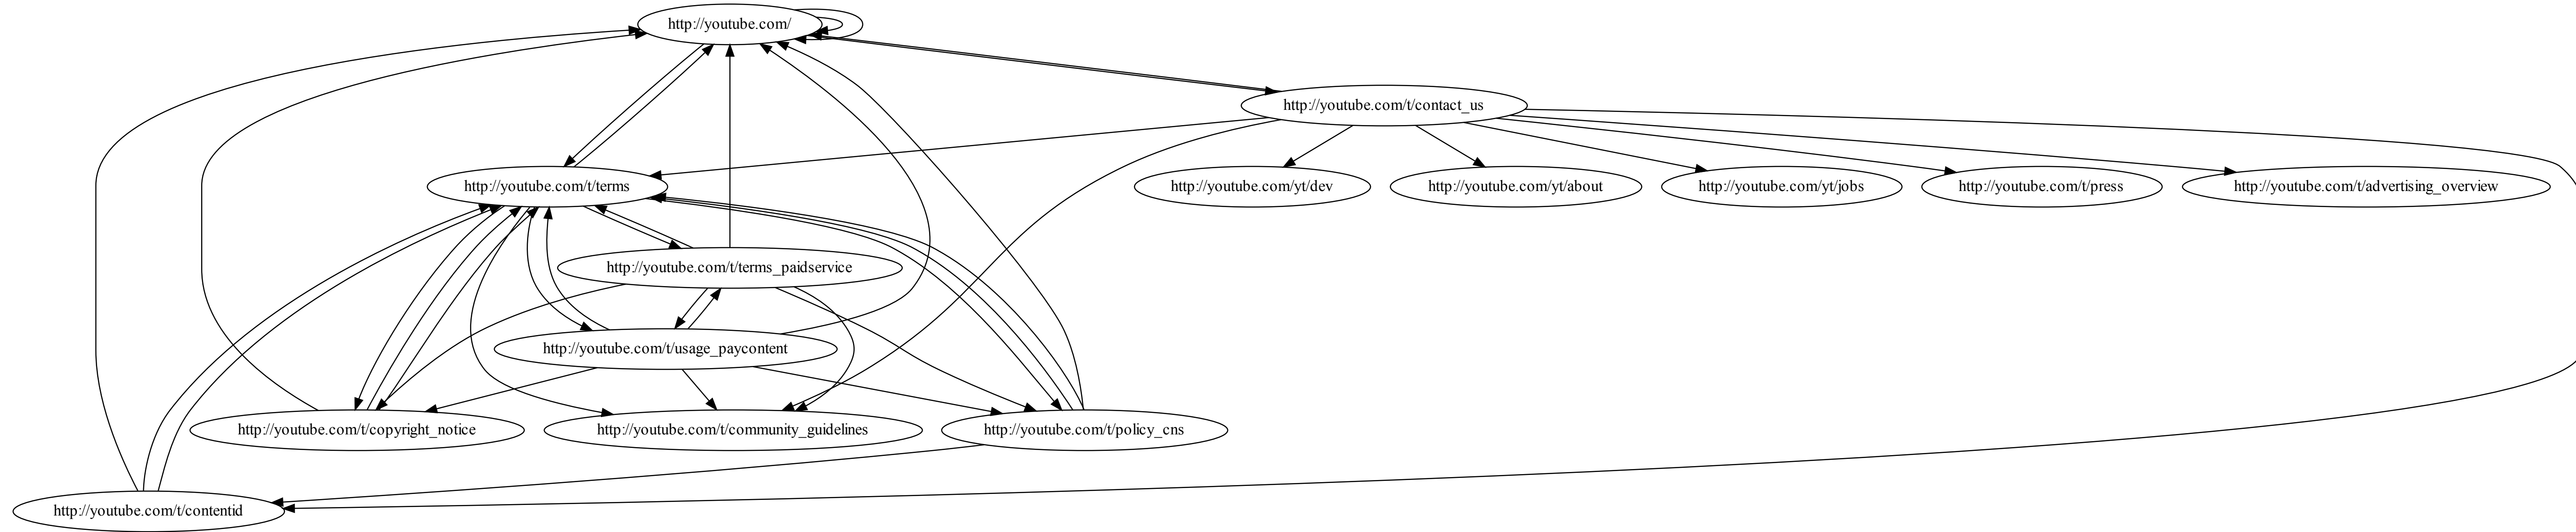 http://youtube.com/
http://youtube.com/t/contact_us
http://youtube.com/t/terms
http://youtube.com/yt/dev
http://youtube.com/yt/about
http://youtube.com/yt/jobs
http://youtube.com/t/press
http://youtube.com/t/advertising_overview
http://youtube.com/t/terms_paidservice
http://youtube.com/t/usage_paycontent
http://youtube.com/t/copyright_notice
http://youtube.com/t/community_guidelines
http://youtube.com/t/policy_cns
http://youtube.com/t/contentid